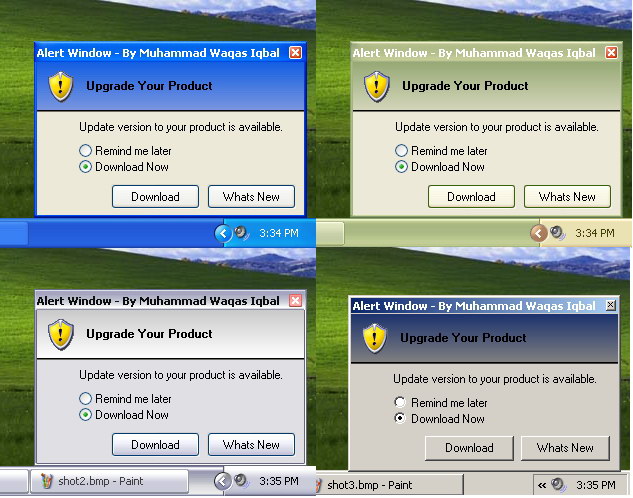 Alert Window - By Muhammad Waqas Iqbal
Upgrade Your Product
Update version to your product is available.
Remind me later
Download Now
Download Whats New
3:34 PM
Alert Window - By Muhammad Waqas Iqbal
Upgrade Your Product
Update version to your product is available.
Remind me later
Download Now
Download Whats New
3:34 PM
Alert Window - By Muhammad Waqas Iqbal
Upgrade Your Product
Update version to your product is available.
Remind me later
Download Now
Download Whats New
shot2.bmp - Paint 3:35 PM
Alert Window - By Muhammad Waqas Iqbal
Upgrade Your Product
Update version to your product is available.
Remind me later
Download Now
Download Whats New
shot3.bmp - Paint « 3:35 PM